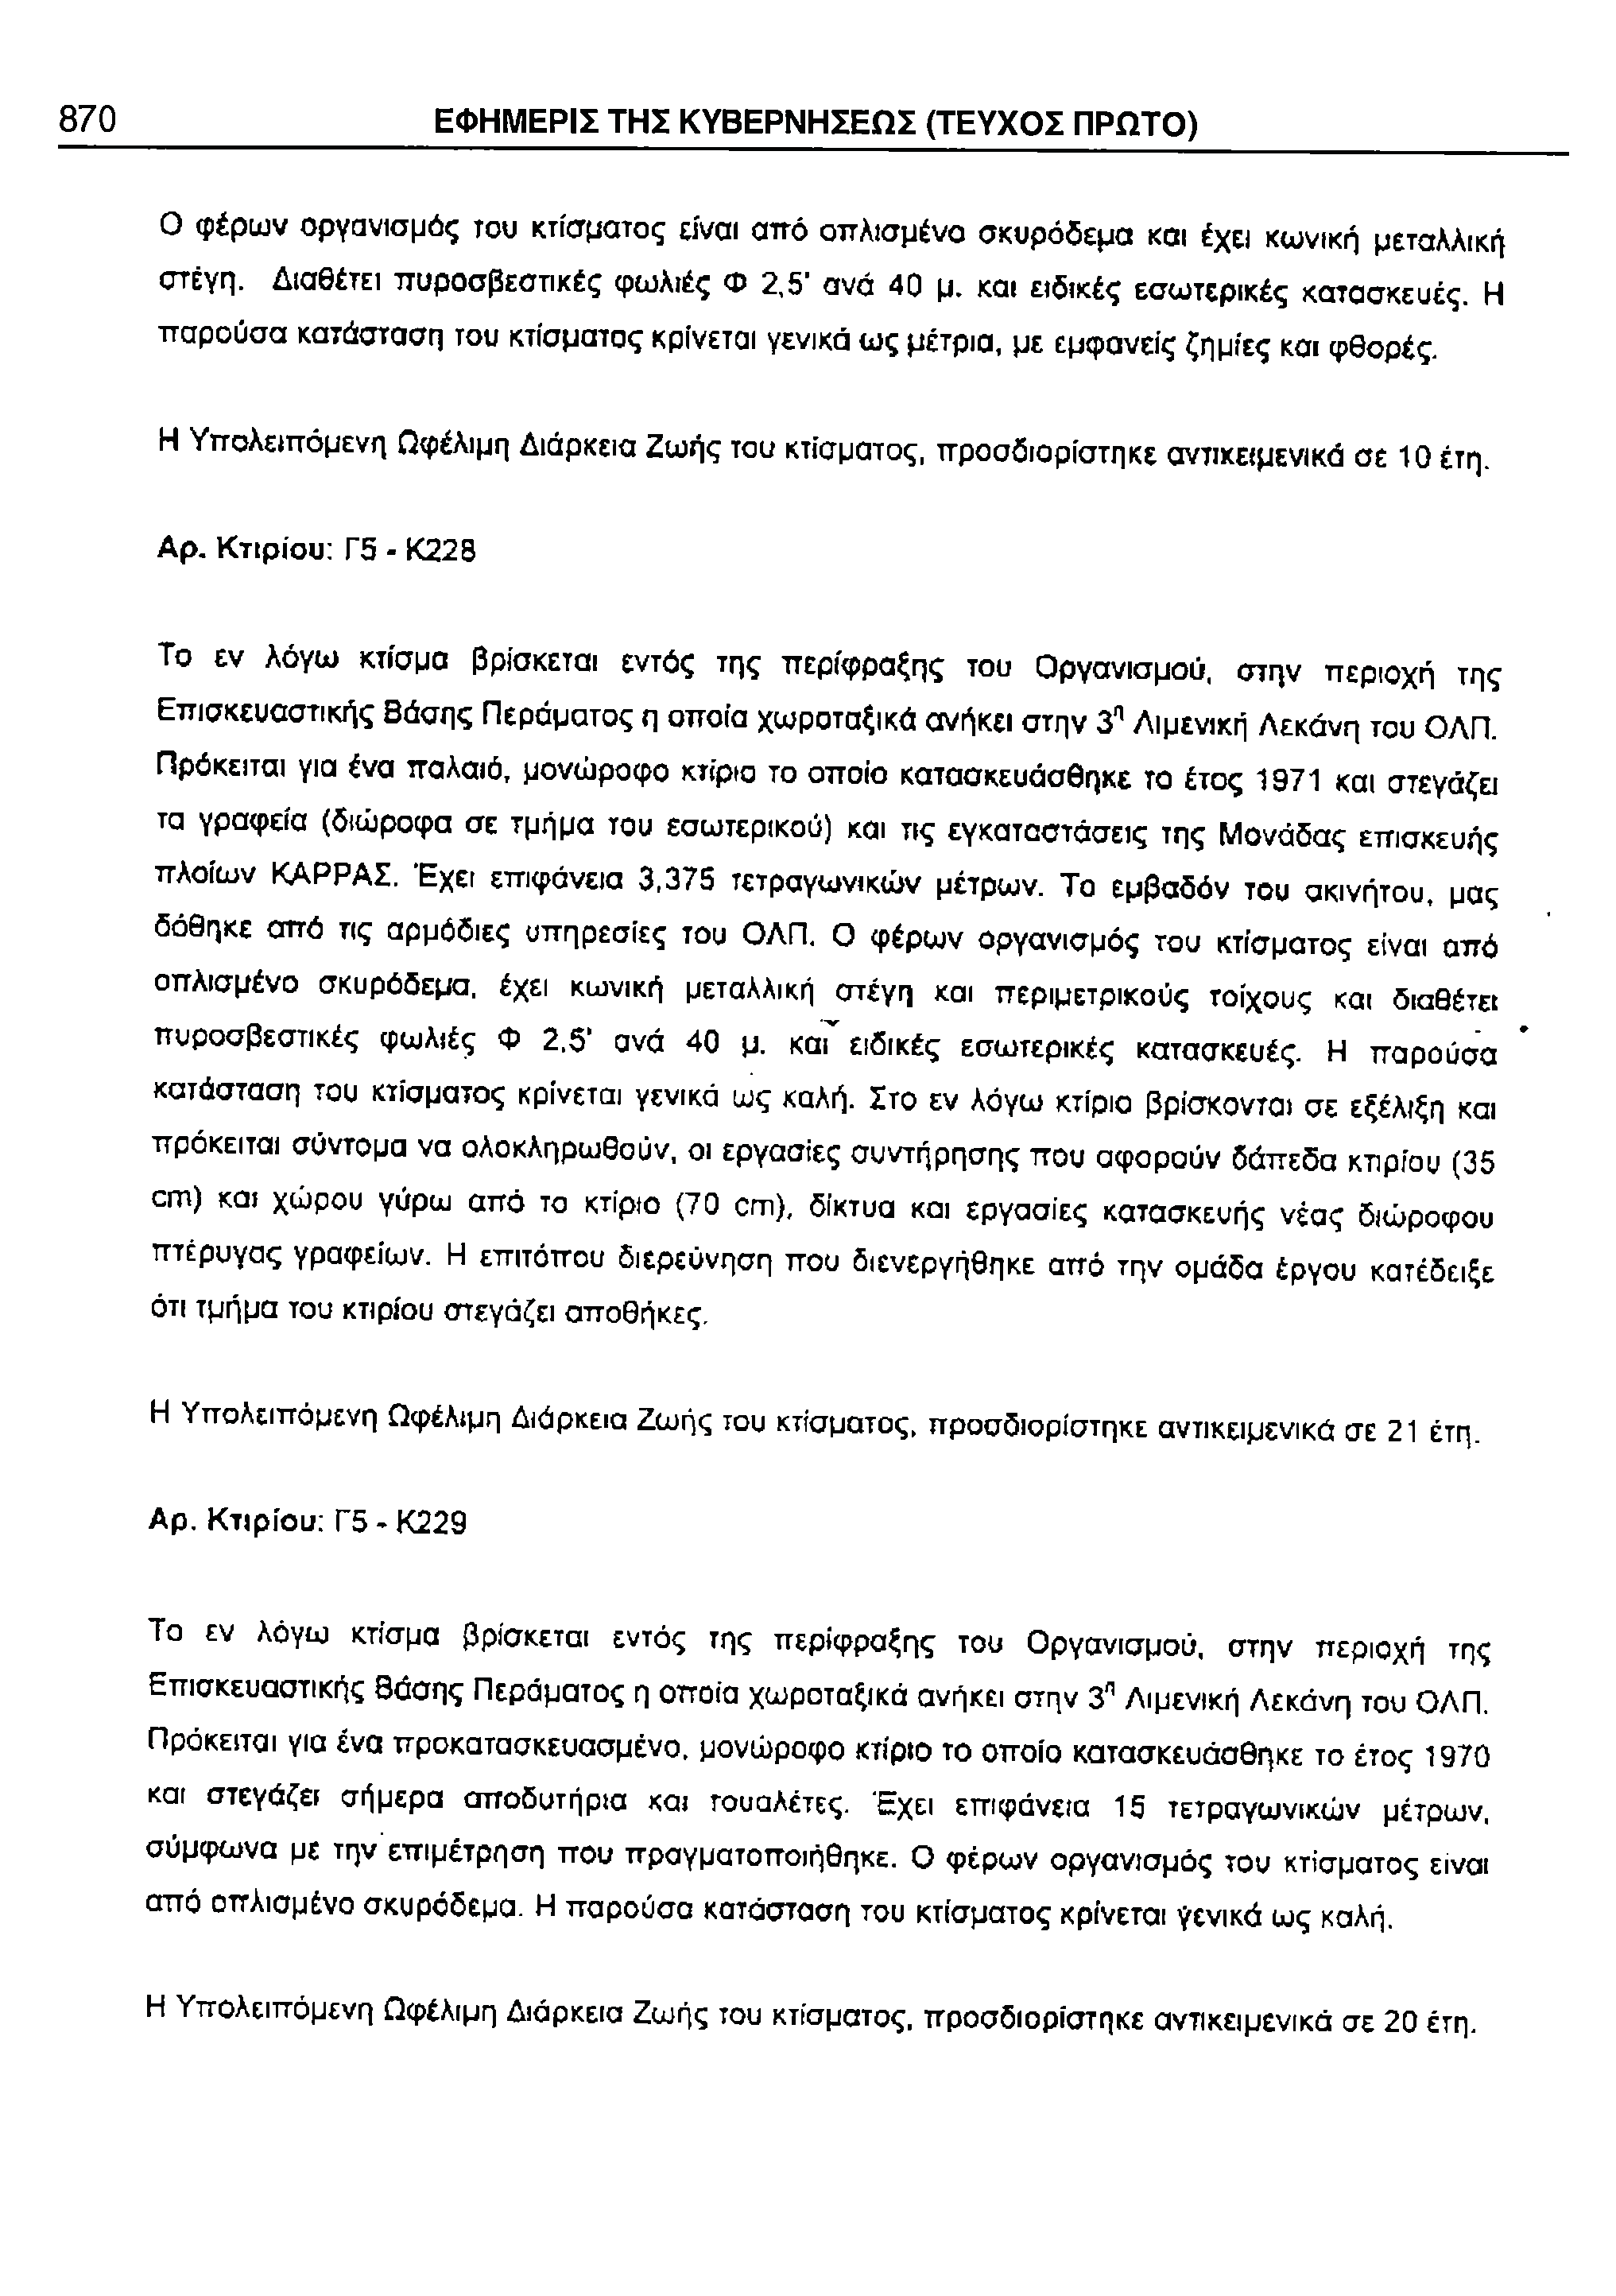 870
ΕΦΗΜΕΡΙΣ ΤΗΣ ΚΥΒΕΡΝΗΣΕΩΣ (ΤΕΥΧΟΣ ΠΡΩΤΟ)
Ο φέρων οργανισμός του κτίσματος είναι από οπλισμένο σκυρόδεμα και έχει κωνική μεταλλική
στέγη. Διαθέτει πυροσβεστικές φωλιές Φ 2,5' ανά 40 μ. και ειδικές εσωτερικές κατασκευές. Η
παρούσα κατάσταση του κτίσματος κρίνεται γενικά ως μέτρια, με εμφανείς ζημίες και φθορές.
Η Υπολειπόμενη Ωφέλιμη Διάρκεια Ζωής του κτίσματος, προσδιορίστηκε αντικειμενικά σε 10 έτη.
Αρ. Κτιρίου: Γ5 - Κ228
Το εν λόγω κτίσμα βρίσκεται εντός της περίφραξης του Οργανισμού, στην περιοχή της
Επισκευαστικής Βάσης Περάματος η οποία χωροταξικά ανήκει στην 3η Λιμενική Λεκάνη του ΟΛΠ.
Πρόκειται για ένα παλαιό, μονώροφο κτίριο το οποίο κατασκευάσθηκε το έτος 1971 και στεγάζει
τα γραφεία (διώροφα σε τμήμα του εσωτερικού) και τις εγκαταστάσεις της Μονάδας επισκευής
πλοίων ΚΑΡΡΑΣ. Έχει επιφάνεια 3.375 τετραγωνικών μέτρων. Το εμβαδόν του ακινήτου, μας
δόθηκε από τις αρμόδιες υπηρεσίες του ΟΛΠ. Ο φέρων οργανισμός του κτίσματος είναι από
οπλισμένο σκυρόδεμα, έχει κωνική μεταλλική στέγη και περιμετρικούς τοίχους και διαθέτει
πυροσβεστικές φωλιές Φ 2.5' ανά 40 μ. και ειδικές εσωτερικές κατασκευές. Η παρούσα
κατάσταση του κτίσματος κρίνεται γενικά ως καλή. Στο εν λόγω κτίριο βρίσκονται σε εξέλιξη και
πρόκειται σύντομα να ολοκληρωθούν, οι εργασίες συντήρησης που αφορούν δάπεδα κτιρίου (35
cm) και χώρου γύρω από το κτίριο (70 cm), δίκτυα και εργασίες κατασκευής νέας διώροφου
πτέρυγας γραφείων. Η επιτόπου διερεύνηση που διενεργήθηκε από την ομάδα έργου κατέδειξε
ότι τμήμα του κτιρίου στεγάζει αποθήκες.
Η Υπολειπόμενη Ωφέλιμη Διάρκεια Ζωής του κτίσματος, προσδιορίστηκε αντικειμενικά σε 21 έτη.
Αρ. Κτιρίου: Γ5 - Κ229
Το εν λόγω κτίσμα βρίσκεται εντός της περίφραξης του Οργανισμού, στην περιοχή της
Επισκευαστικής Βάσης Περάματος η οποία χωροταξικά ανήκει στην 3η Λιμενική Λεκάνη του ΟΛΠ.
Πρόκειται για ένα προκατασκευασμένο, μονώροφο κτίριο το οποίο κατασκευάσθηκε το έτος 1970
και στεγάζει σήμερα αποδυτήρια και τουαλέτες. Έχει επιφάνεια 15 τετραγωνικών μέτρων,
σύμφωνα με την επιμέτρηση που πραγματοποιήθηκε. Ο φέρων οργανισμός του κτίσματος είναι
από οπλισμένο σκυρόδεμα. Η παρούσα κατάσταση του κτίσματος κρίνεται γενικά ως καλή.
Η Υπολειπόμενη Ωφέλιμη Διάρκεια Ζωής του κτίσματος, προσδιορίστηκε αντικειμενικά σε 20 έτη.